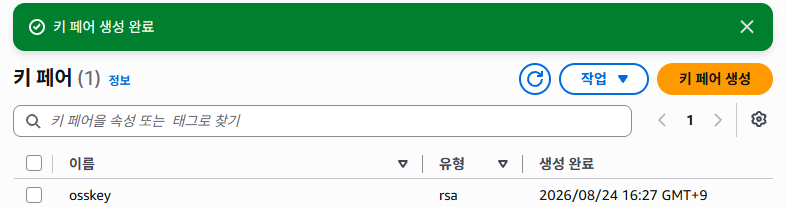 키 페어 생성 완료
키 페어 (1) 정보 작업 키 페어 생성
키 페어을 속성 또는 태그로 찾기 1
이름 유형 생성 완료
osskey rsa 2026/08/24 16:27 GMT+9